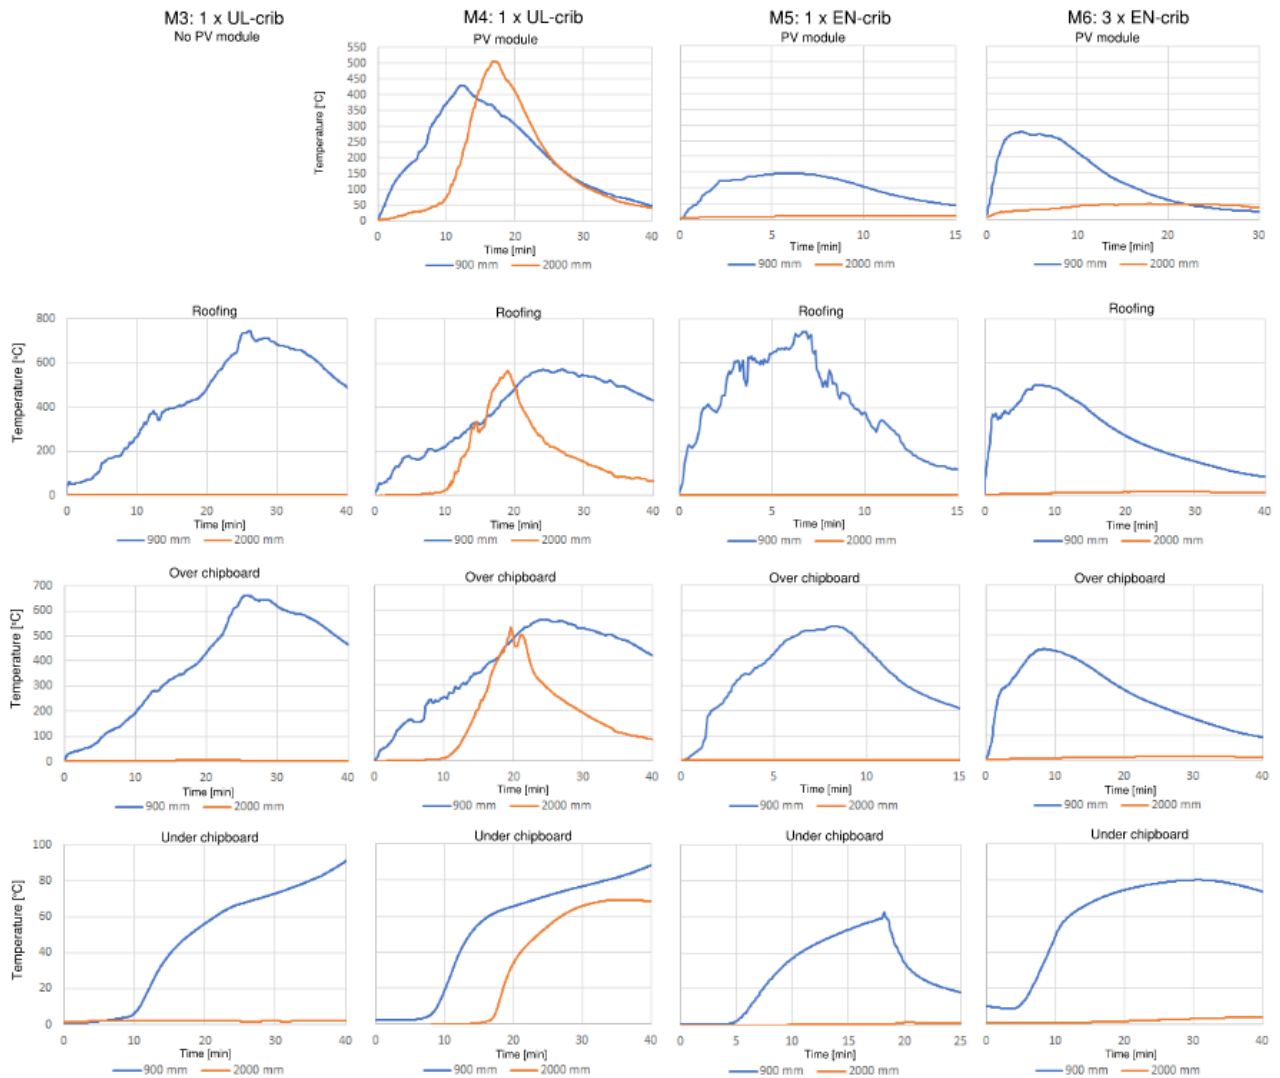 M3: 1 x UL-crib
No PV module
M4: 1 x UL-crib
PV module
M5: 1 x EN-crib
PV module
M6: 3 x EN-crib
PV module
550
500
450
400
350
300
250
200
150
100
50
0
Temperature [°C]
0 10 20 30 40
Time [min]
900 mm 2000 mm
0 5 10 15
Time [min]
900 mm 2000 mm
0 10 20 30
Time [min]
900 mm 2000 mm
Roofing
800
600
400
200
0
Temperature [°C]
0 10 20 30 40
Time [min]
900 mm 2000 mm
Roofing
0 10 20 30 40
Time [min]
900 mm 2000 mm
Roofing
0 5 10 15
Time [min]
900 mm 2000 mm
Roofing
0 10 20 30 40
Time [min]
900 mm 2000 mm
Over chipboard
700
600
500
400
300
200
100
0
Temperature [°C]
0 10 20 30 40
Time [min]
900 mm 2000 mm
Over chipboard
0 10 20 30 40
Time [min]
900 mm 2000 mm
Over chipboard
0 5 10 15
Time [min]
900 mm 2000 mm
Over chipboard
0 10 20 30 40
Time [min]
900 mm 2000 mm
Under chipboard
100
80
60
40
20
0
Temperature [°C]
0 10 20 30 40
Time [min]
900 mm 2000 mm
Under chipboard
0 10 20 30 40
Time [min]
900 mm 2000 mm
Under chipboard
0 5 10 15 20 25
Time [min]
900 mm 2000 mm
Under chipboard
0 10 20 30 40
Time [min]
900 mm 2000 mm